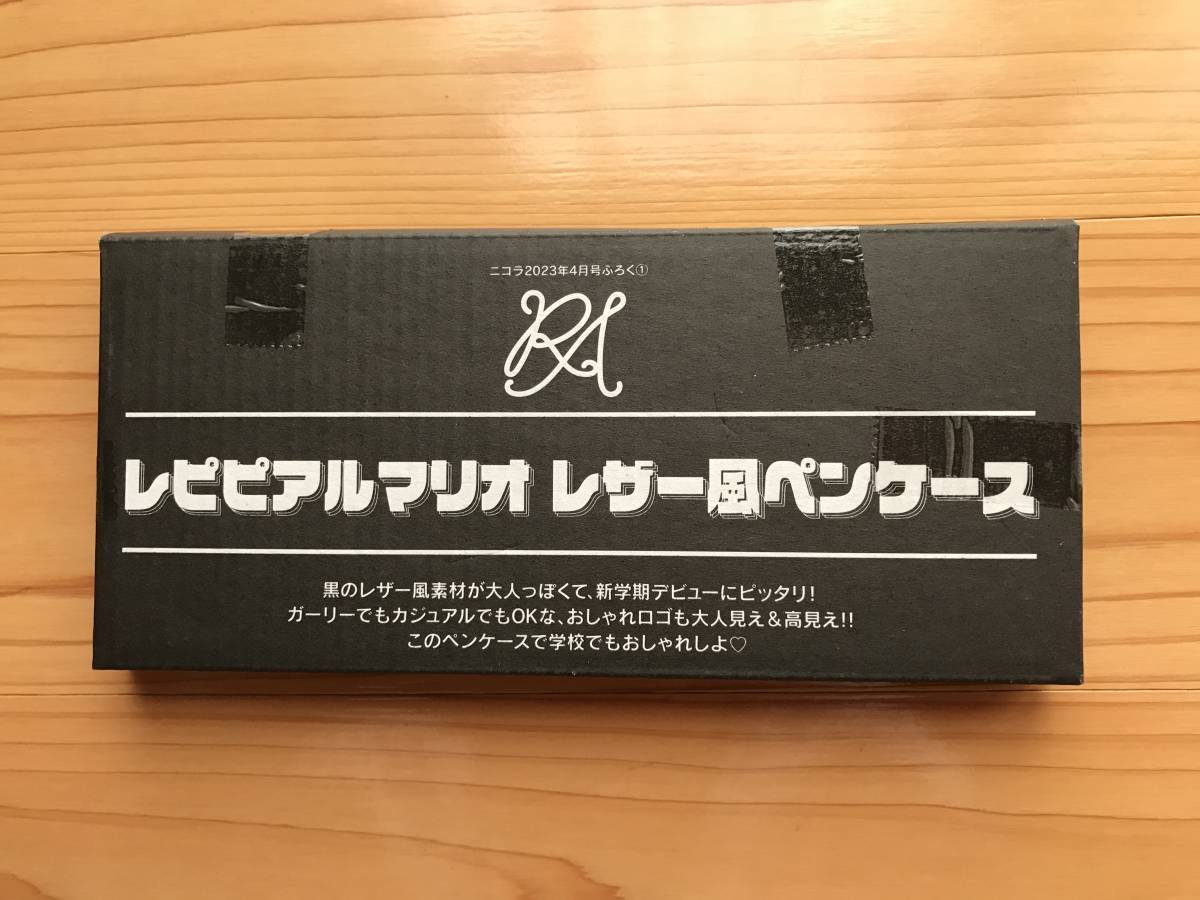 ニコラ2023年4月号ふろく①
RA
レピピアルマリオ レザー風ペンケース
黒のレザー風素材が大人っぽくて、新学期デビューにピッタリ!
ガーリーでもカジュアルでもOKな、おしゃれロゴも大人見え&高見え!!
このペンケースで学校でもおしゃれしよ♡